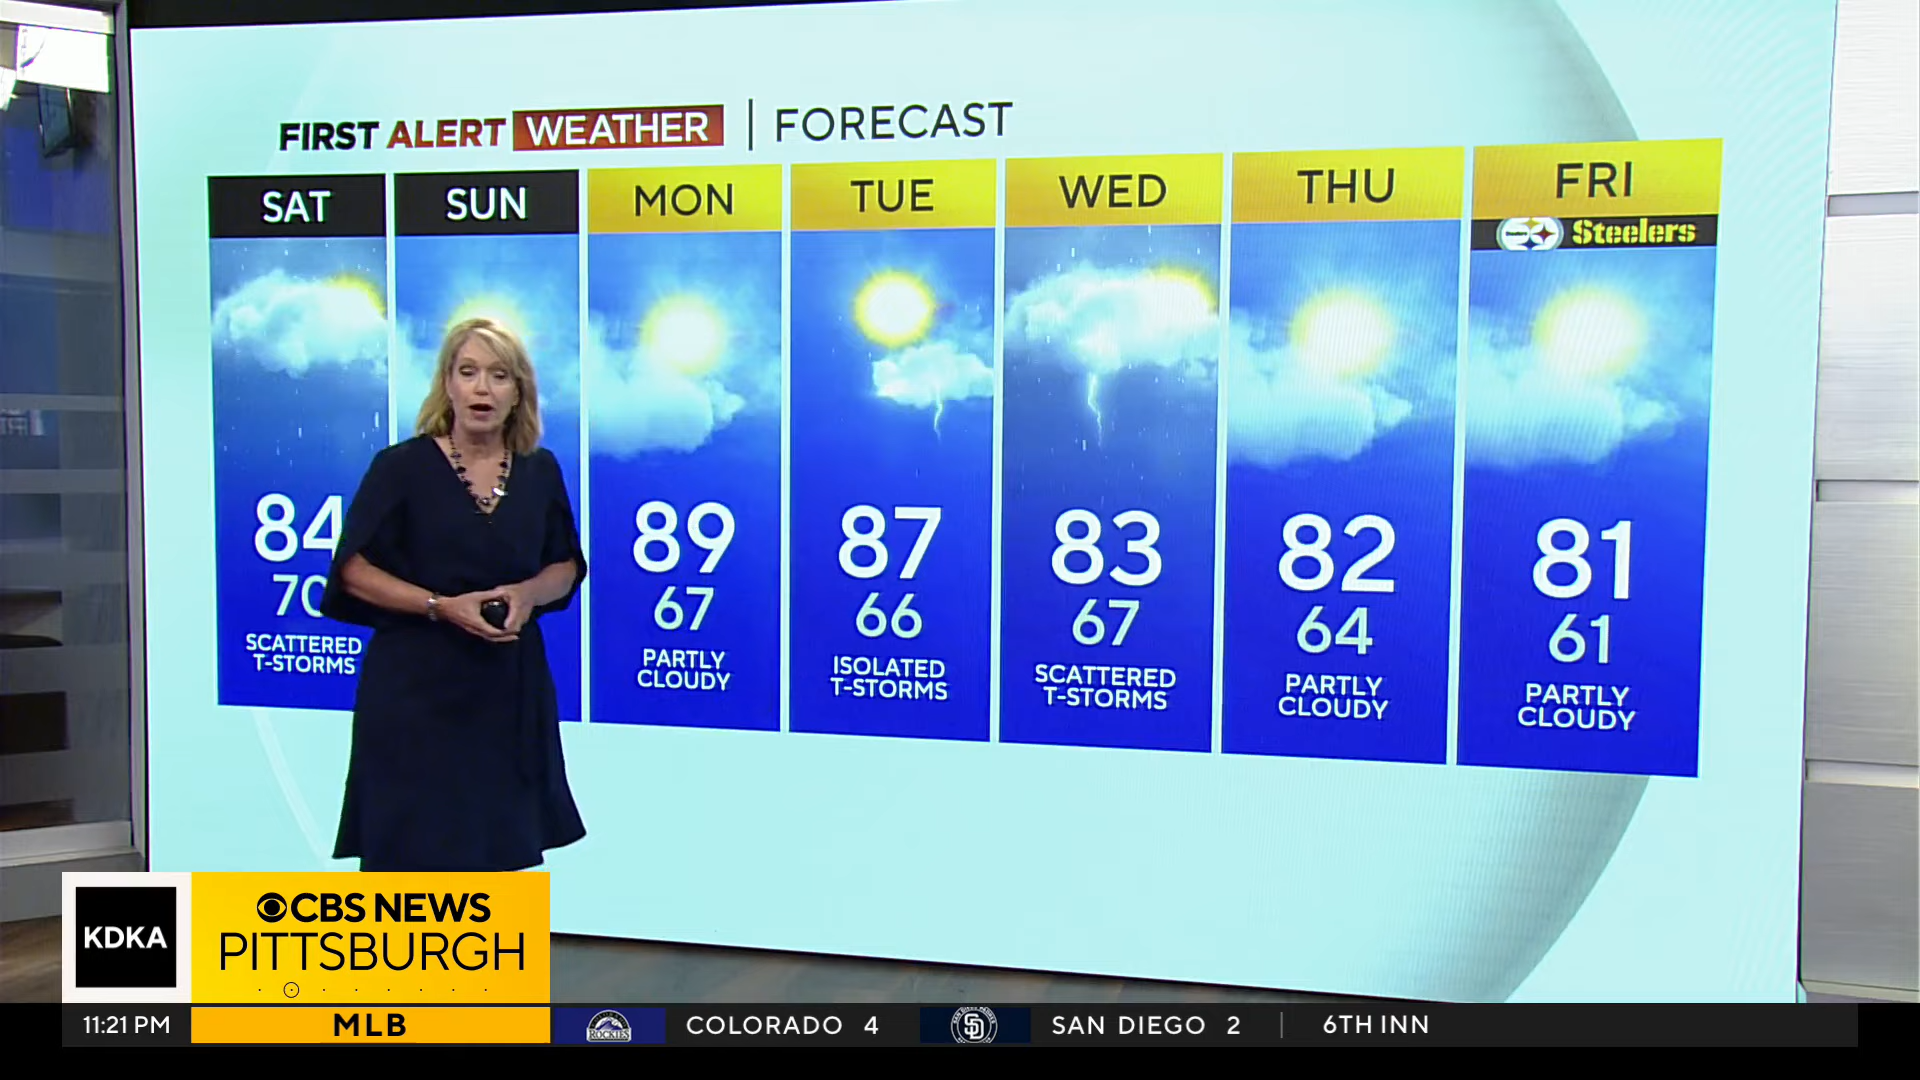 FIRST ALERT WEATHER | FORECAST
SAT
SUN
MON
TUE
WED
THU
FRI
Steelers
84
70
SCATTERED
T-STORMS
89
67
PARTLY
CLOUDY
87
66
ISOLATED
T-STORMS
83
67
SCATTERED
T-STORMS
82
64
PARTLY
CLOUDY
81
61
PARTLY
CLOUDY
KDKA
CBS NEWS
PITTSBURGH
11:21 PM
MLB
ROCKIES
COLORADO 4
SD
SAN DIEGO 2
6TH INN